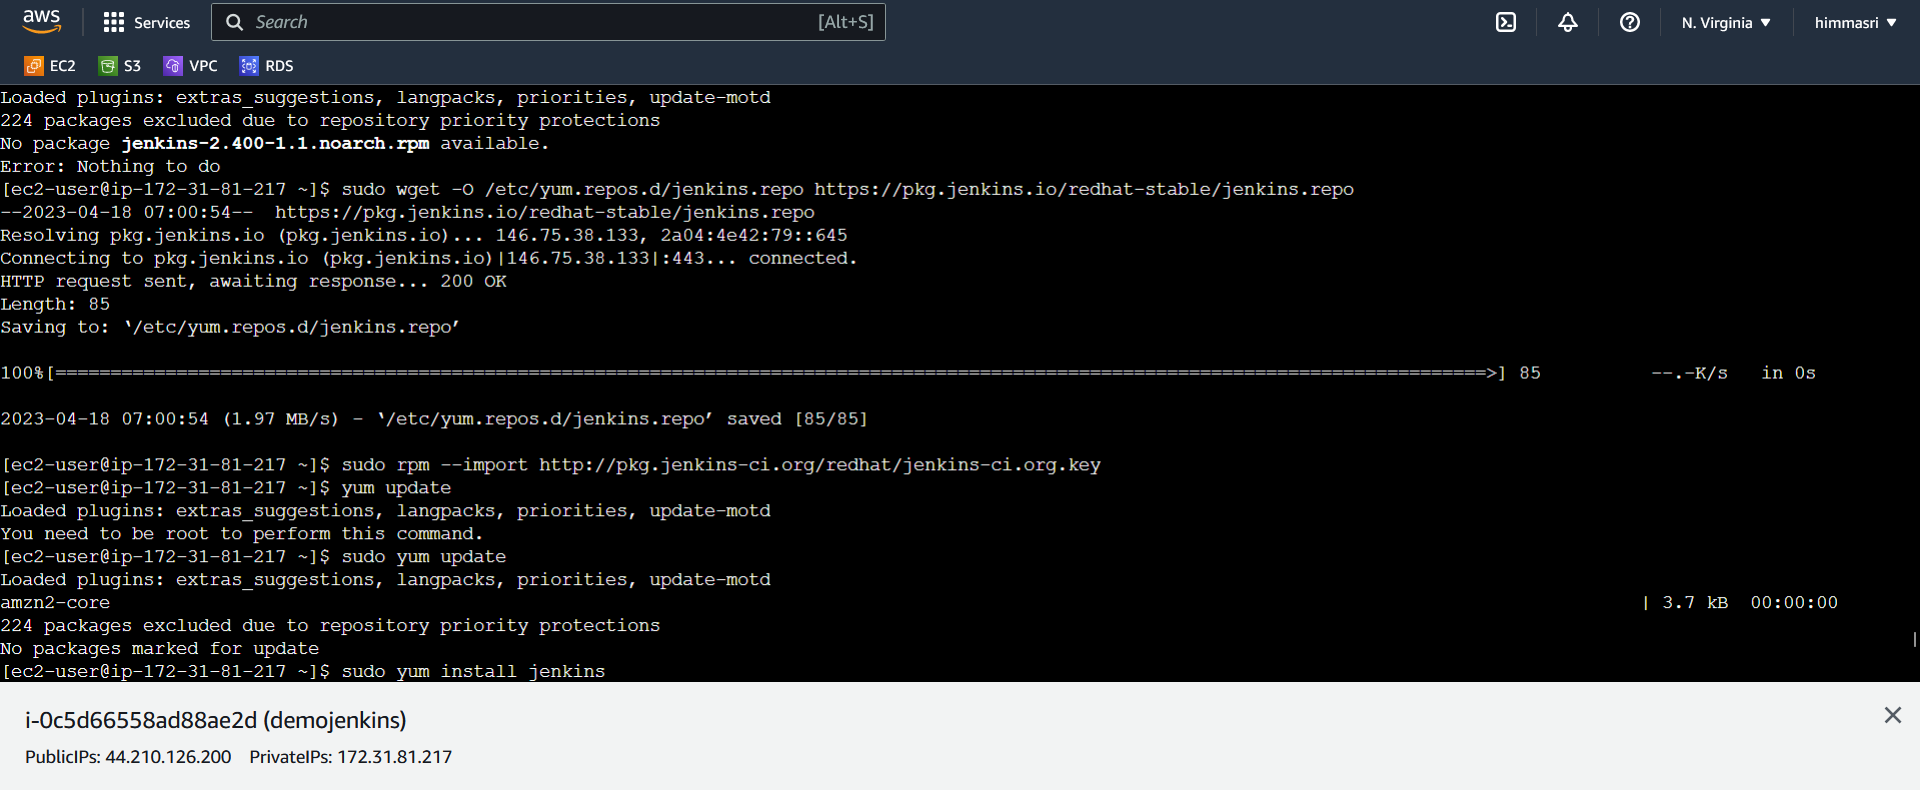 aws
Services
Search
[Alt+S]
N. Virginia ▼
himmasri ▼
EC2
S3
VPC
RDS
Loaded plugins: extras_suggestions, langpacks, priorities, update-motd
224 packages excluded due to repository priority protections
No package jenkins-2.400-1.1.noarch.rpm available.
Error: Nothing to do
[ec2-user@ip-172-31-81-217 ~]$ sudo wget -O /etc/yum.repos.d/jenkins.repo https://pkg.jenkins.io/redhat-stable/jenkins.repo
--2023-04-18 07:00:54--  https://pkg.jenkins.io/redhat-stable/jenkins.repo
Resolving pkg.jenkins.io (pkg.jenkins.io)... 146.75.38.133, 2a04:4e42:79::645
Connecting to pkg.jenkins.io (pkg.jenkins.io)|146.75.38.133|:443... connected.
HTTP request sent, awaiting response... 200 OK
Length: 85
Saving to: ‘/etc/yum.repos.d/jenkins.repo’
100%[==================================================================================================================================>] 85          --.-K/s   in 0s
2023-04-18 07:00:54 (1.97 MB/s) - ‘/etc/yum.repos.d/jenkins.repo’ saved [85/85]
[ec2-user@ip-172-31-81-217 ~]$ sudo rpm --import http://pkg.jenkins-ci.org/redhat/jenkins-ci.org.key
[ec2-user@ip-172-31-81-217 ~]$ yum update
Loaded plugins: extras_suggestions, langpacks, priorities, update-motd
You need to be root to perform this command.
[ec2-user@ip-172-31-81-217 ~]$ sudo yum update
Loaded plugins: extras_suggestions, langpacks, priorities, update-motd
amzn2-core | 3.7 kB  00:00:00
224 packages excluded due to repository priority protections
No packages marked for update
[ec2-user@ip-172-31-81-217 ~]$ sudo yum install jenkins
i-0c5d66558ad88ae2d (demojenkins)
PublicIPs: 44.210.126.200   PrivateIPs: 172.31.81.217